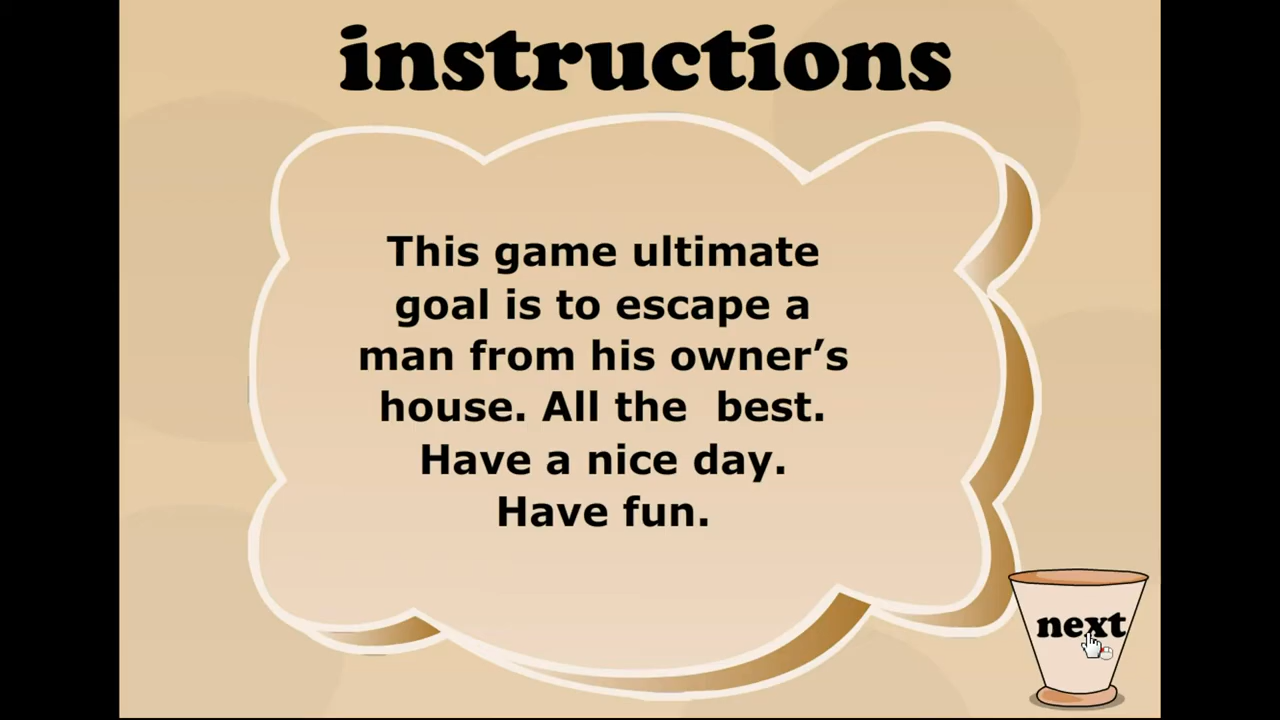 instructions
This game ultimate
goal is to escape a
man from his owner’s
house. All the  best.
Have a nice day.
Have fun.
next